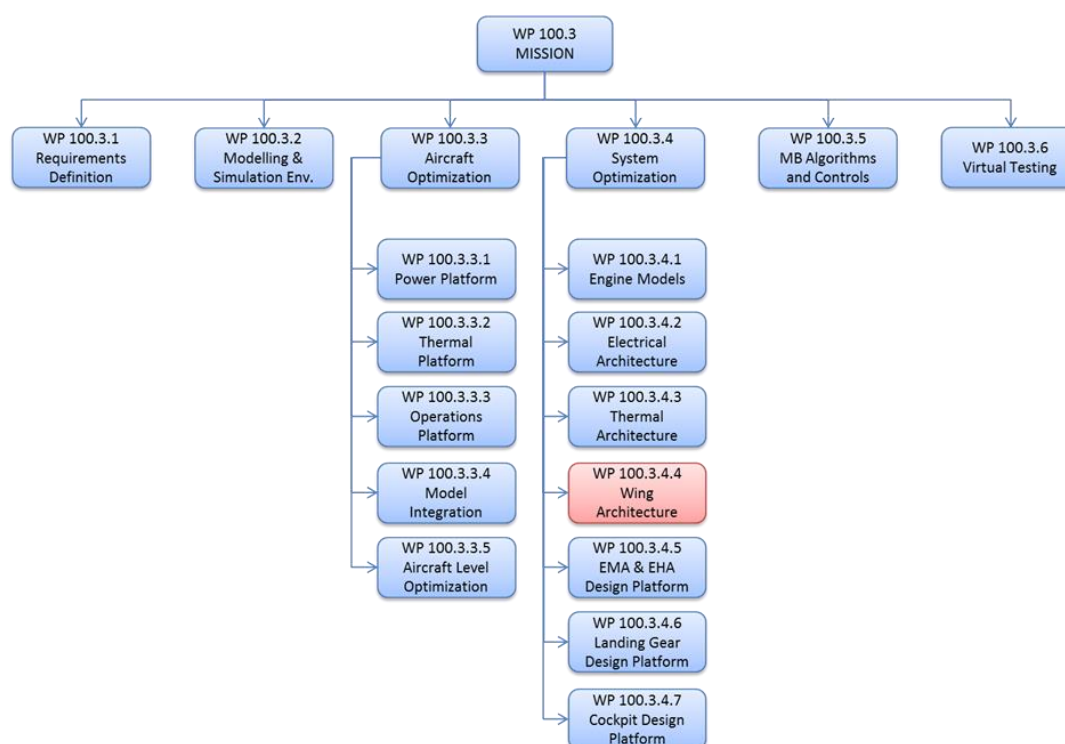 WP 100.3
MISSION
WP 100.3.1
Requirements
Definition
WP 100.3.2
Modelling &
Simulation Env.
WP 100.3.3
Aircraft
Optimization
WP 100.3.4
System
Optimization
WP 100.3.5
MB Algorithms
and Controls
WP 100.3.6
Virtual Testing
WP 100.3.3.1
Power Platform
WP 100.3.3.2
Thermal
Platform
WP 100.3.3.3
Operations
Platform
WP 100.3.3.4
Model
Integration
WP 100.3.3.5
Aircraft Level
Optimization
WP 100.3.4.1
Engine Models
WP 100.3.4.2
Electrical
Architecture
WP 100.3.4.3
Thermal
Architecture
WP 100.3.4.4
Wing
Architecture
WP 100.3.4.5
EMA & EHA
Design Platform
WP 100.3.4.6
Landing Gear
Design Platform
WP 100.3.4.7
Cockpit Design
Platform